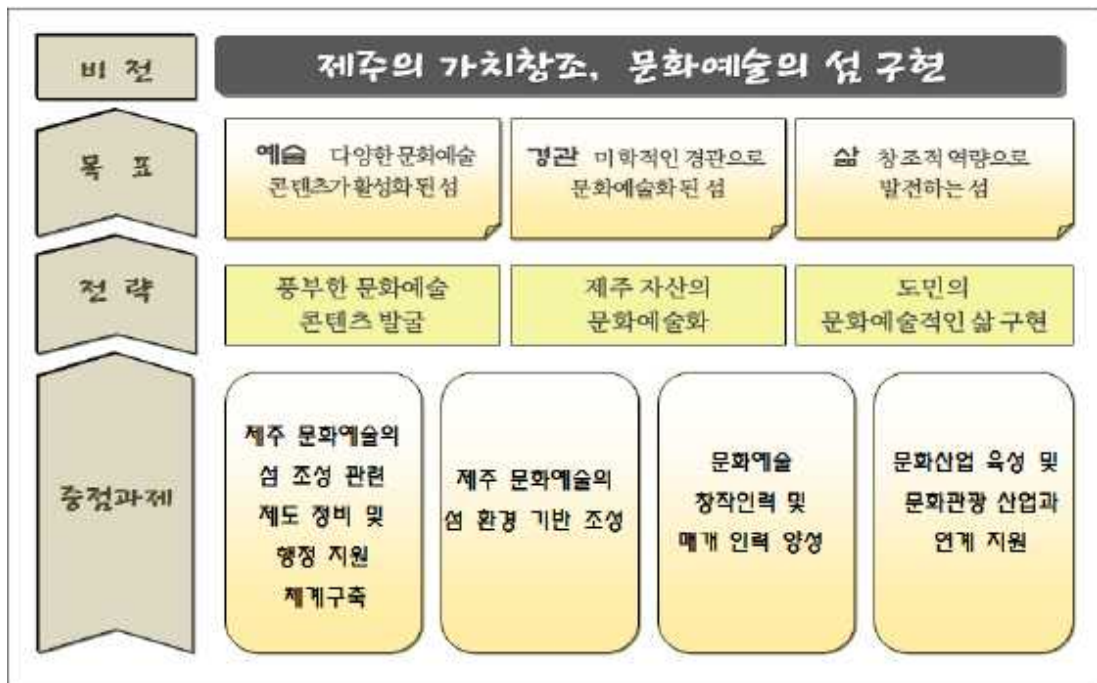 비 전
제주의 가치창조, 문화예술의 섬 구현
목 표
예술 다양한 문화예술
콘텐츠가 활성화 된 섬
경관 미학적인 경관으로
문화예술화 된 섬
삶 창조적 역량으로
발전하는 섬
전 략
풍부한 문화예술
콘텐츠 발굴
제주 자산의
문화예술화
도민의
문화예술적인 삶 구현
중점과제
제주 문화예술의
섬 조성 관련
제도 정비 및
행정 지원
체계구축
제주 문화예술의
섬 환경 기반 조성
문화예술
창작인력 및
매개 인력 양성
문화산업 육성 및
문화관광 산업과
연계 지원